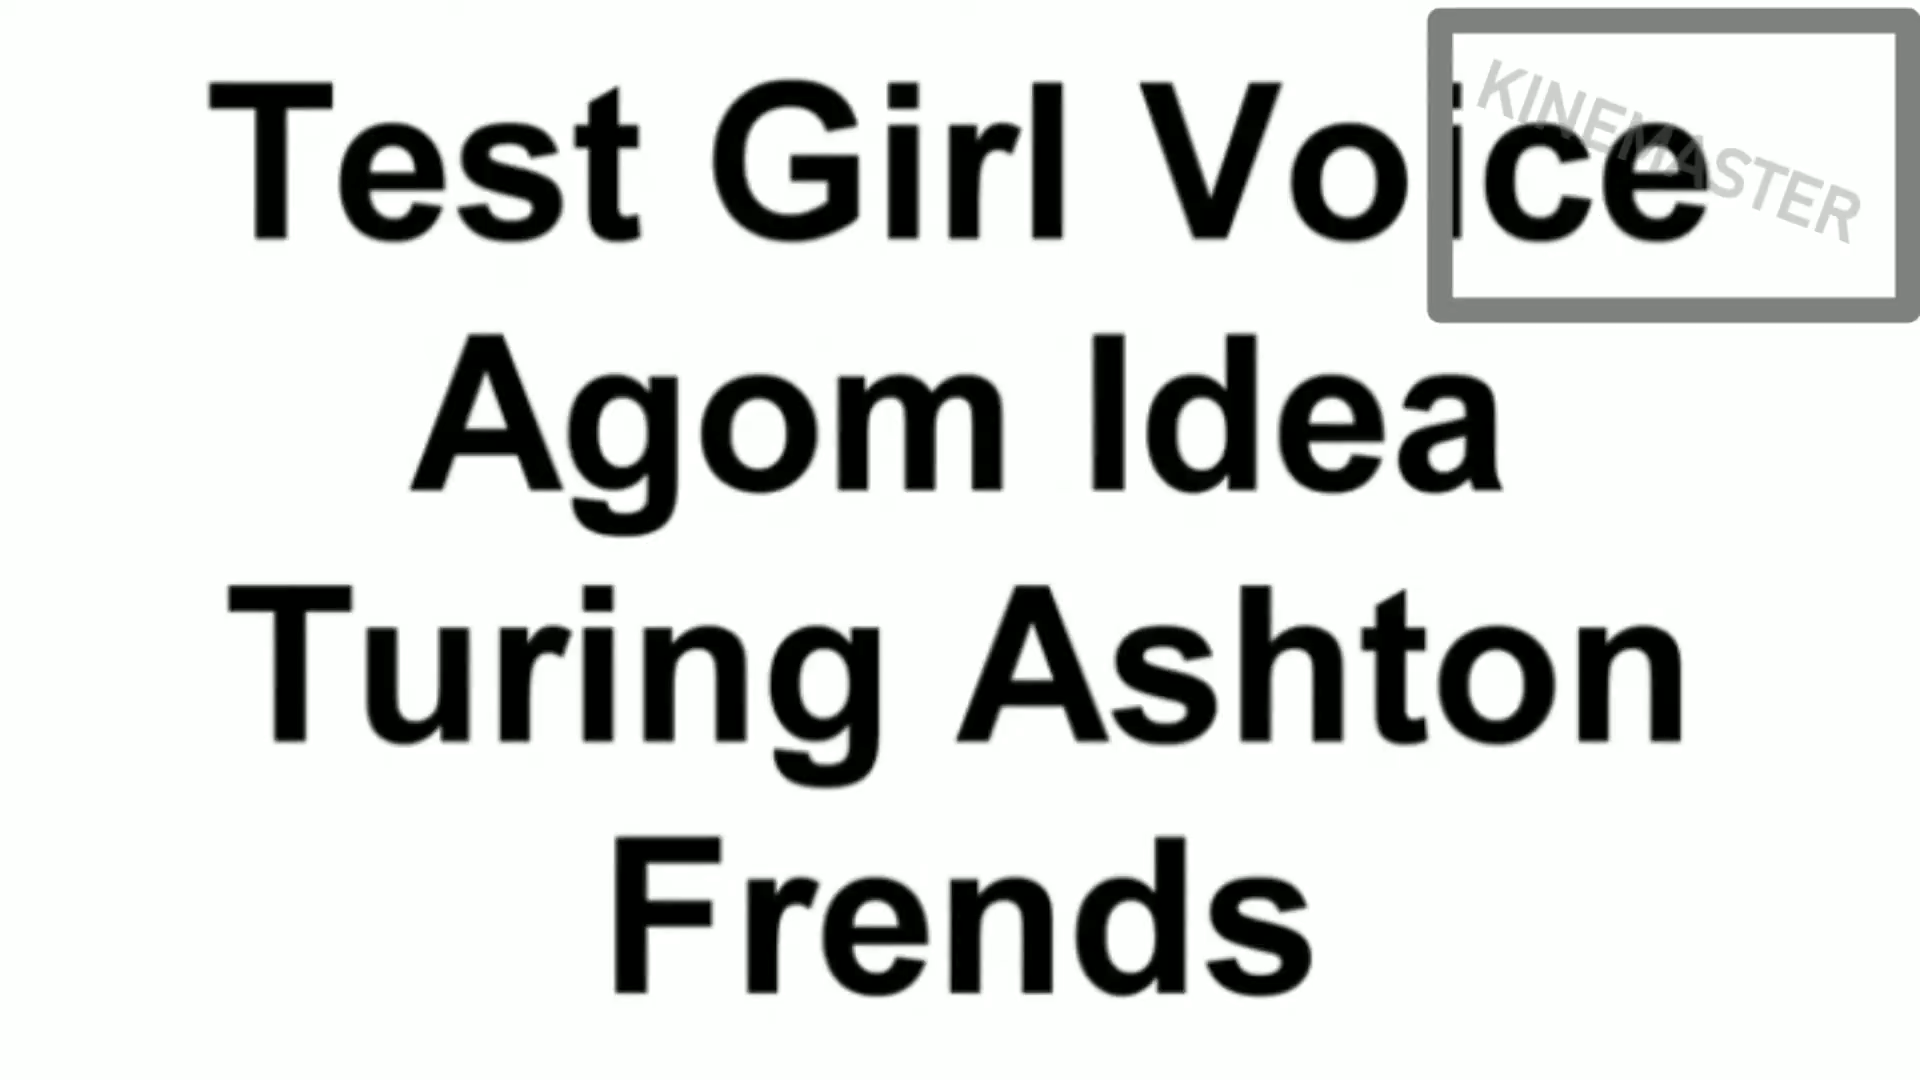 Test Girl Voice
KINEMASTER
Agom Idea
Turing Ashton
Frends